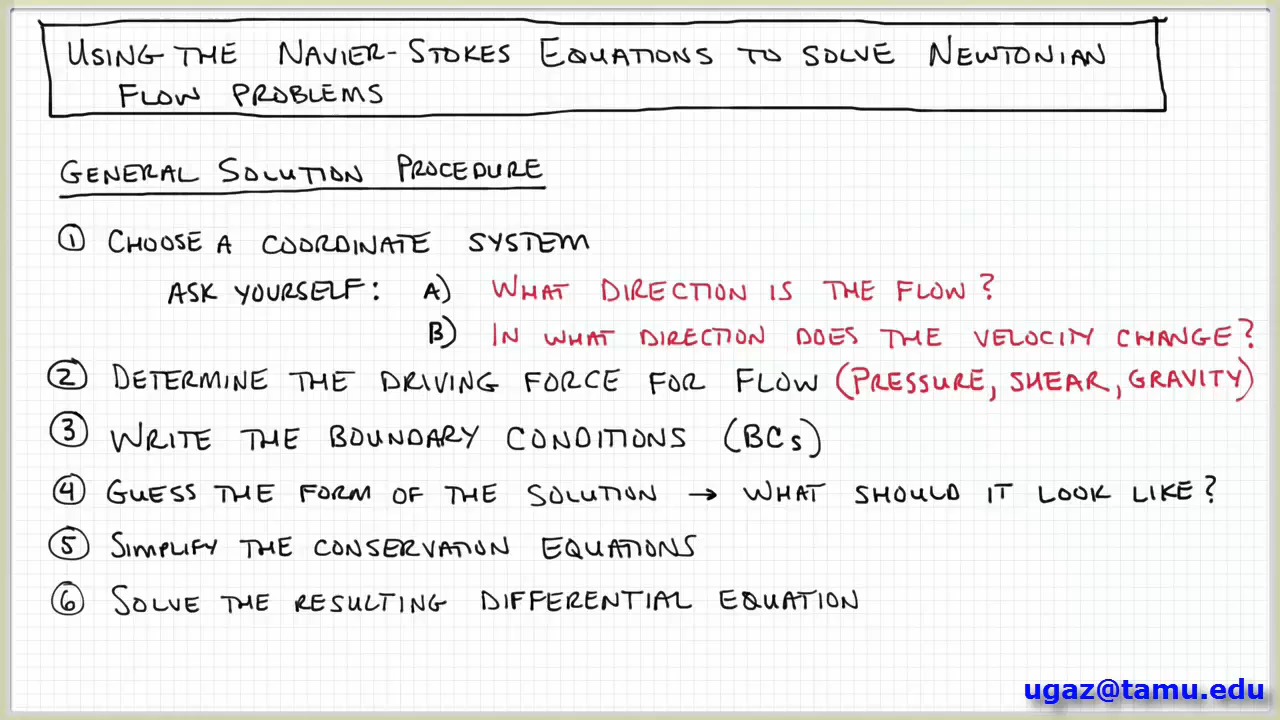 USING THE NAVIER-STOKES EQUATIONS TO SOLVE NEWTONIAN
FLOW PROBLEMS
GENERAL SOLUTION PROCEDURE
① CHOOSE A COORDINATE SYSTEM
ASK YOURSELF: A) WHAT DIRECTION IS THE FLOW?
B) IN WHAT DIRECTION DOES THE VELOCITY CHANGE?
② DETERMINE THE DRIVING FORCE FOR FLOW (PRESSURE, SHEAR, GRAVITY)
③ WRITE THE BOUNDARY CONDITIONS (BCs)
④ GUESS THE FORM OF THE SOLUTION → WHAT SHOULD IT LOOK LIKE?
⑤ SIMPLIFY THE CONSERVATION EQUATIONS
⑥ SOLVE THE RESULTING DIFFERENTIAL EQUATION
ugaz@tamu.edu